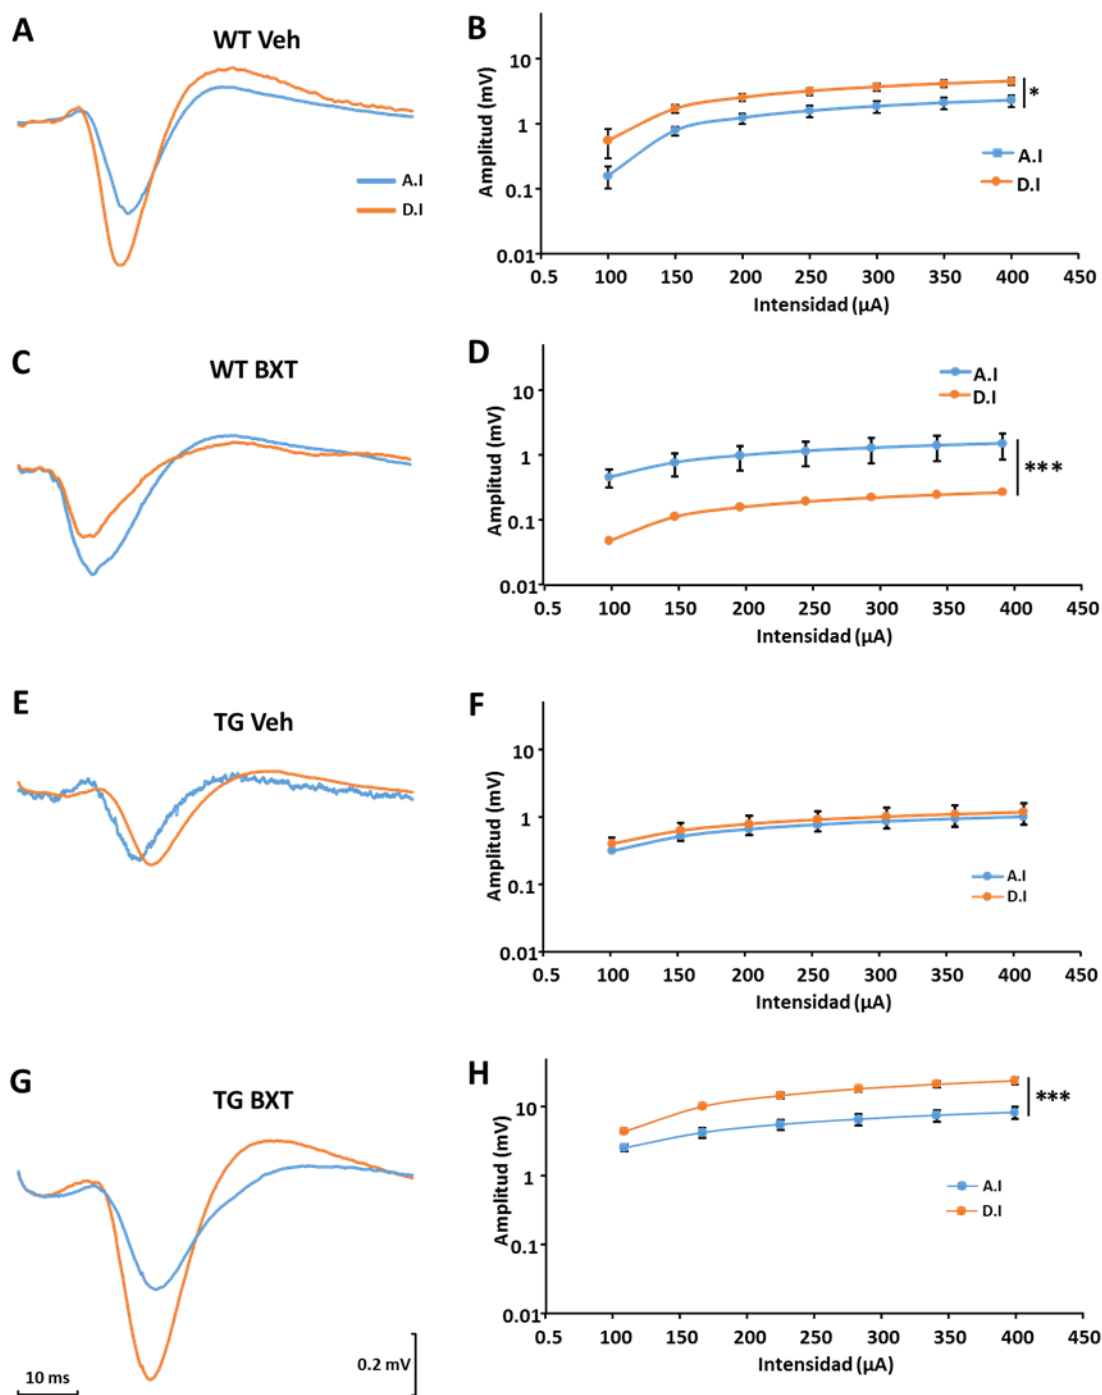 A
WT Veh
A.I
D.I
B
Amplitud (mV)
10
1
0.1
0.01
0.5 100 150 200 250 300 350 400 450
Intensidad (µA)
A.I
D.I
*
C
WT BXT
D
Amplitud (mV)
10
1
0.1
0.01
0.5 100 150 200 250 300 350 400 450
Intensidad (µA)
A.I
D.I
***
E
TG Veh
F
Amplitud (mV)
10
1
0.1
0.01
0.5 100 150 200 250 300 350 400 450
Intensidad (µA)
A.I
D.I
G
TG BXT
10 ms
0.2 mV
H
Amplitud (mV)
10
1
0.1
0.01
0.5 100 150 200 250 300 350 400 450
Intensidad (µA)
A.I
D.I
***